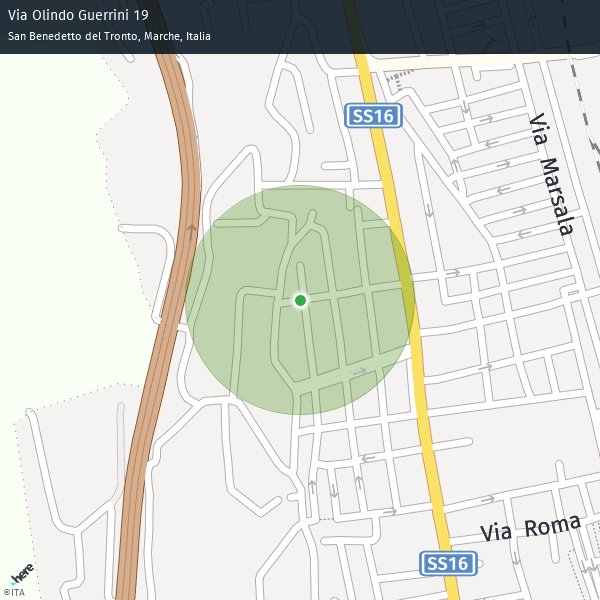 Via Olindo Guerrini 19
San Benedetto del Tronto, Marche, Italia
SS16
Via Marsala
Via Roma
SS16
here
©ITA